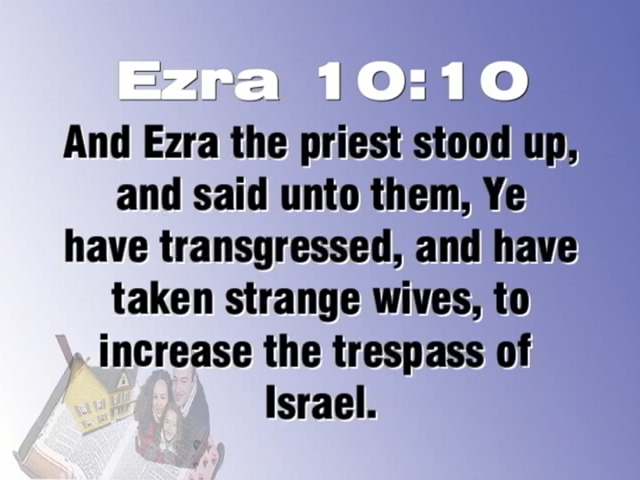 Ezra 10:10
And Ezra the priest stood up,
and said unto them, Ye
have transgressed, and have
taken strange wives, to
increase the trespass of
Israel.